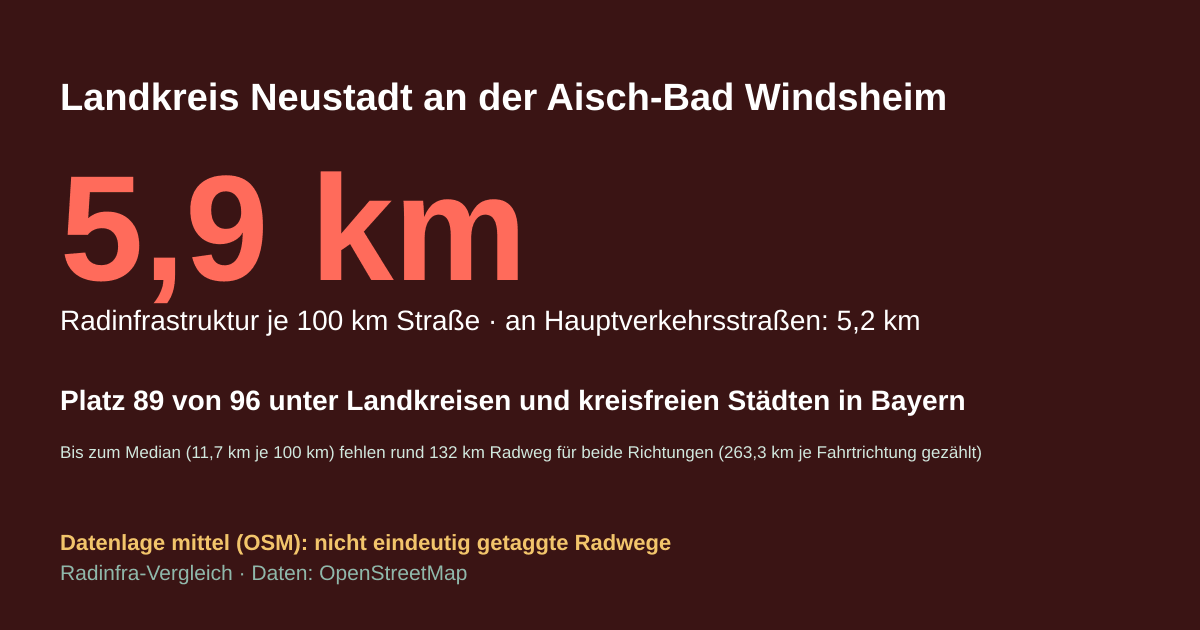 Landkreis Neustadt an der Aisch-Bad Windsheim
5,9 km
Radinfrastruktur je 100 km Straße · an Hauptverkehrsstraßen: 5,2 km
Platz 89 von 96 unter Landkreisen und kreisfreien Städten in Bayern
Bis zum Median (11,7 km je 100 km) fehlen rund 132 km Radweg für beide Richtungen (263,3 km je Fahrtrichtung gezählt)
Datenlage mittel (OSM): nicht eindeutig getaggte Radwege
Radinfra-Vergleich · Daten: OpenStreetMap